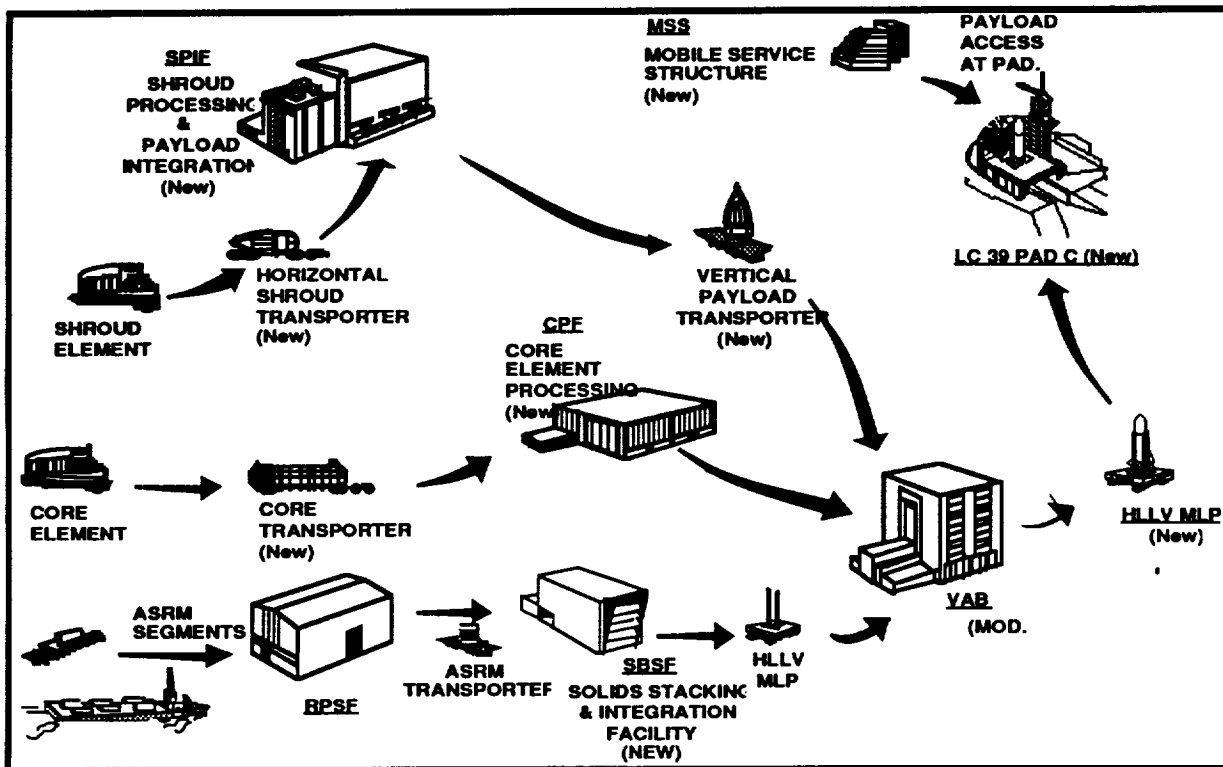 SPIF
SHROUD
PROCESSING
&
PAYLOAD
INTEGRATION
(New)
MSS
MOBILE SERVICE
STRUCTURE
(New)
PAYLOAD
ACCESS
AT PAD.
LC 39 PAD C (New)
SHROUD
ELEMENT
HORIZONTAL
SHROUD
TRANSPORTER
(New)
VERTICAL
PAYLOAD
TRANSPORTER
(New)
CPF
CORE
ELEMENT
PROCESSING
(New)
CORE
ELEMENT
CORE
TRANSPORTER
(New)
HLLV MLP
(New)
VAB
(MOD.
ASRM
SEGMENTS
RPSF
ASRM
TRANSPORTER
SBSF
SOLIDS STACKING
& INTEGRATION
FACILITY
(NEW)
HLLV
MLP